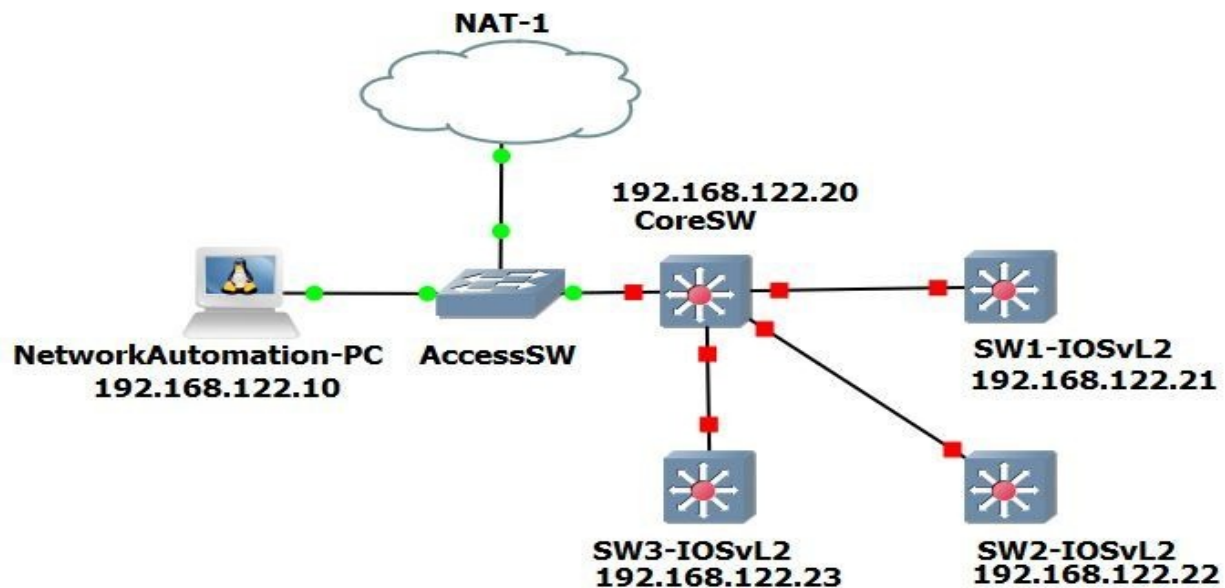 NAT-1
192.168.122.20
CoreSW
NetworkAutomation-PC
192.168.122.10
AccessSW
SW1-IOSvL2
192.168.122.21
SW3-IOSvL2
192.168.122.23
SW2-IOSvL2
192.168.122.22